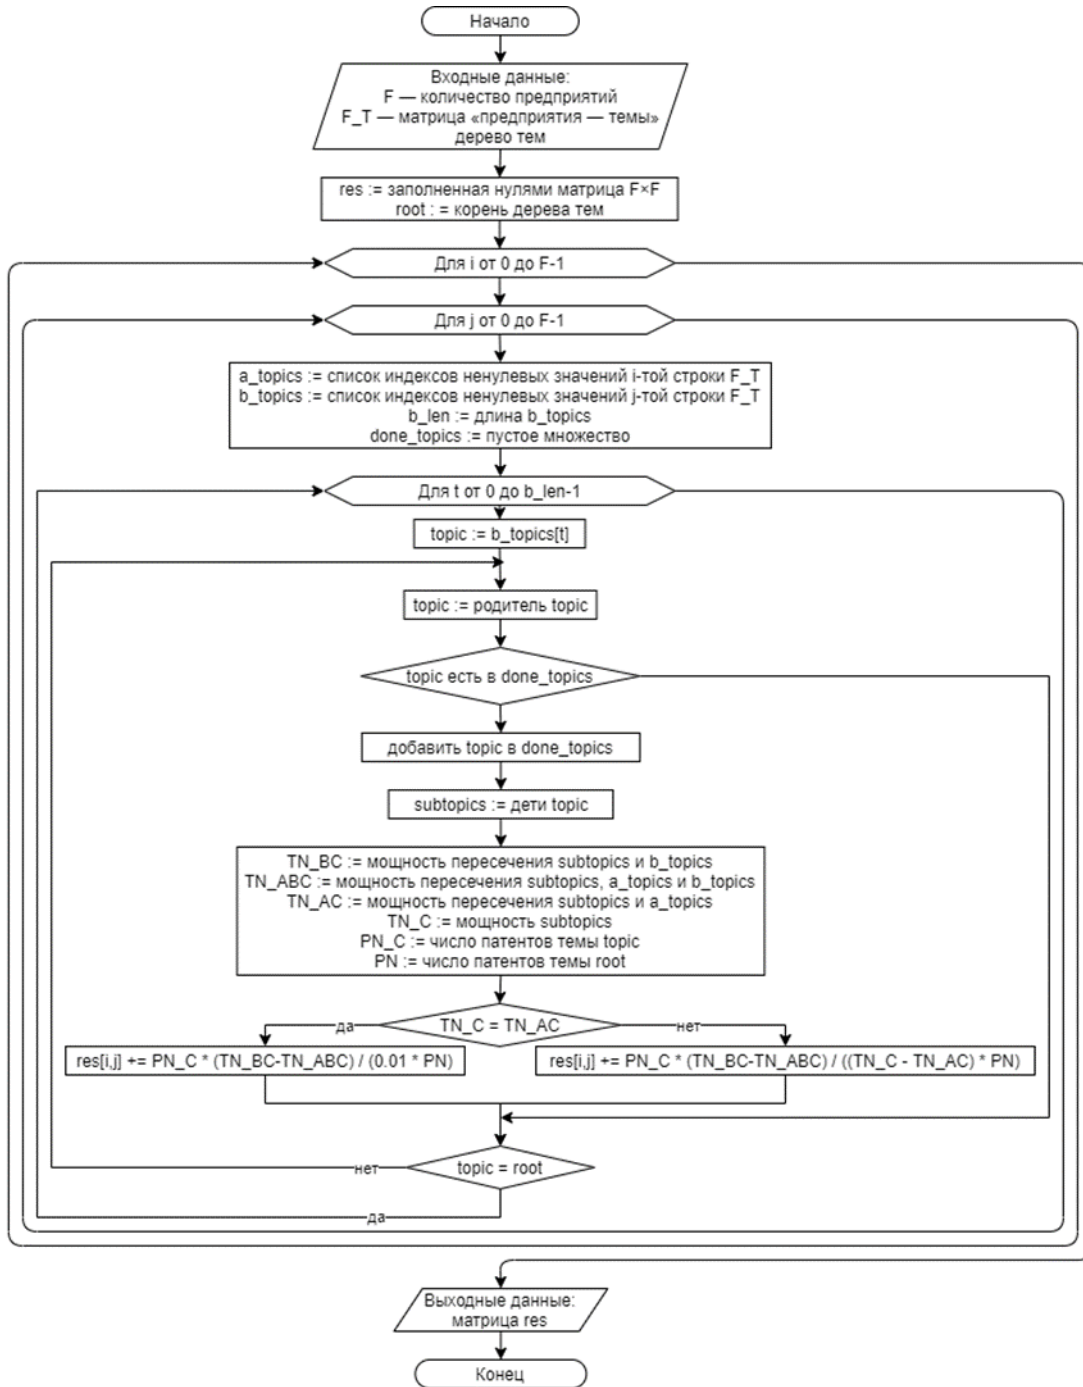 Начало
Входные данные:
F — количество предприятий
F_T — матрица «предприятия — темы»
дерево тем
res := заполненная нулями матрица F×F
root : = корень дерева тем
Для i от 0 до F-1
Для j от 0 до F-1
a_topics := список индексов ненулевых значений i-той строки F_T
b_topics := список индексов ненулевых значений j-той строки F_T
b_len := длина b_topics
done_topics := пустое множество
Для t от 0 до b_len-1
topic := b_topics[t]
topic := родитель topic
topic есть в done_topics
добавить topic в done_topics
subtopics := дети topic
TN_BC := мощность пересечения subtopics и b_topics
TN_ABC := мощность пересечения subtopics, a_topics и b_topics
TN_AC := мощность пересечения subtopics и a_topics
TN_C := мощность subtopics
PN_C := число патентов темы topic
PN := число патентов темы root
да
TN_C = TN_AC
нет
res[i,j] += PN_C * (TN_BC-TN_ABC) / (0.01 * PN)
res[i,j] += PN_C * (TN_BC-TN_ABC) / ((TN_C - TN_AC) * PN)
нет
topic = root
да
Выходные данные:
матрица res
Конец